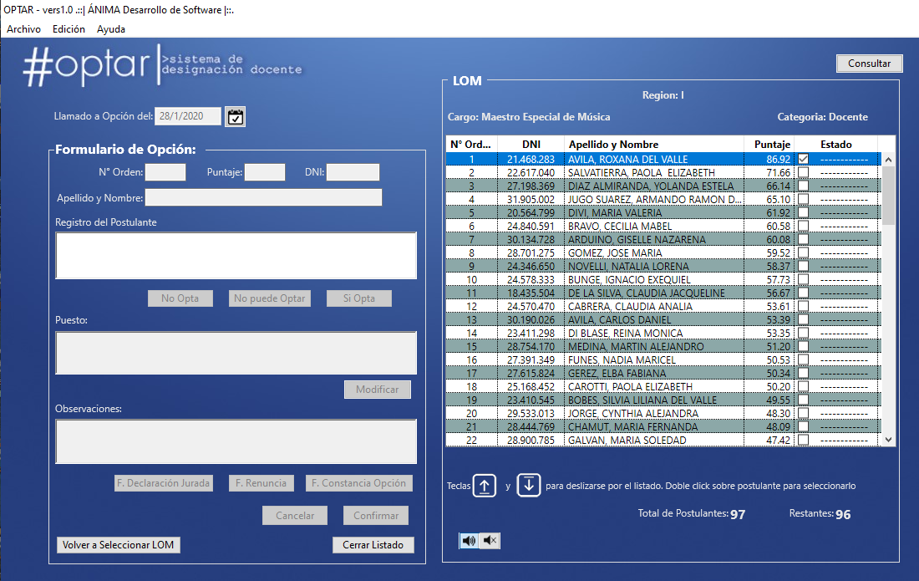 OPTAR - vers1.0 .::| ÁNIMA Desarrollo de Software |::.
Archivo Edición Ayuda
#optar >sistema de designación docente
Consultar
Llamado a Opción del: 28/1/2020
Formulario de Opción:
N° Orden: Puntaje: DNI:
Apellido y Nombre:
Registro del Postulante
No Opta No puede Optar Si Opta
Puesto:
Modificar
Observaciones:
F. Declaración Jurada F. Renuncia F. Constancia Opción
Cancelar Confirmar
Volver a Seleccionar LOM Cerrar Listado
LOM
Region: I
Cargo: Maestro Especial de Música Categoria: Docente
N° Ord... DNI Apellido y Nombre Puntaje Estado
1 21.468.283 AVILA, ROXANA DEL VALLE 86.92 ------------
2 22.617.040 SALVATIERRA, PAOLA ELIZABETH 71.66 ------------
3 27.198.369 DIAZ ALMIRANDA, YOLANDA ESTELA 66.14 ------------
4 31.905.002 JUGO SUAREZ, ARMANDO RAMON D... 65.10 ------------
5 20.564.799 DIVI, MARIA VALERIA 61.92 ------------
6 24.840.591 BRAVO, CECILIA MABEL 60.58 ------------
7 30.134.728 ARDUINO, GISELLE NAZARENA 60.08 ------------
8 28.701.275 GOMEZ, JOSE MARIA 59.52 ------------
9 24.346.650 NOVELLI, NATALIA LORENA 58.37 ------------
10 24.578.333 BUNGE, IGNACIO EXEQUIEL 57.73 ------------
11 18.435.504 DE LA SILVA, CLAUDIA JACQUELINE 56.67 ------------
12 24.570.470 CABRERA, CLAUDIA ANALIA 53.61 ------------
13 30.190.026 AVILA, CARLOS DANIEL 53.39 ------------
14 23.411.298 DI BLASE, REINA MONICA 53.35 ------------
15 28.754.170 MEDINA, MARTIN ALEJANDRO 51.20 ------------
16 27.391.349 FUNES, NADIA MARICEL 50.53 ------------
17 27.615.824 GEREZ, ELBA FABIANA 50.34 ------------
18 25.168.452 CAROTTI, PAOLA ELIZABETH 50.20 ------------
19 23.410.545 BOBES, SILVIA LILIANA DEL VALLE 49.55 ------------
20 29.533.013 JORGE, CYNTHIA ALEJANDRA 48.30 ------------
21 28.444.769 CHAMUT, MARIA FERNANDA 48.09 ------------
22 28.900.785 GALVAN, MARIA SOLEDAD 47.42 ------------
Teclas y para deslizarse por el listado. Doble click sobre postulante para seleccionarlo
Total de Postulantes: 97 Restantes: 96